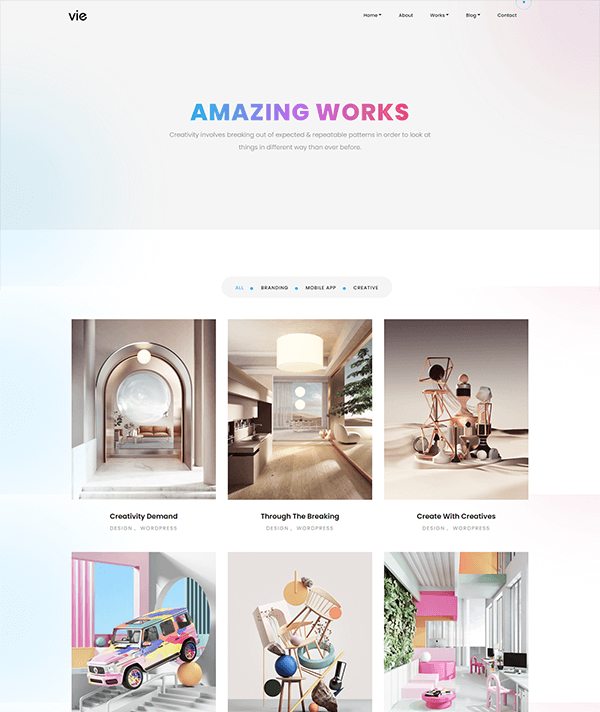 vie
Home About Works Blog Contact
AMAZING WORKS
Creativity involves breaking out of expected & repeatable patterns in order to look at
things in different way than ever before.
ALL BRANDING MOBILE APP CREATIVE
Creativity Demand
DESIGN , WORDPRESS
Through The Breaking
DESIGN , WORDPRESS
Create With Creatives
DESIGN , WORDPRESS